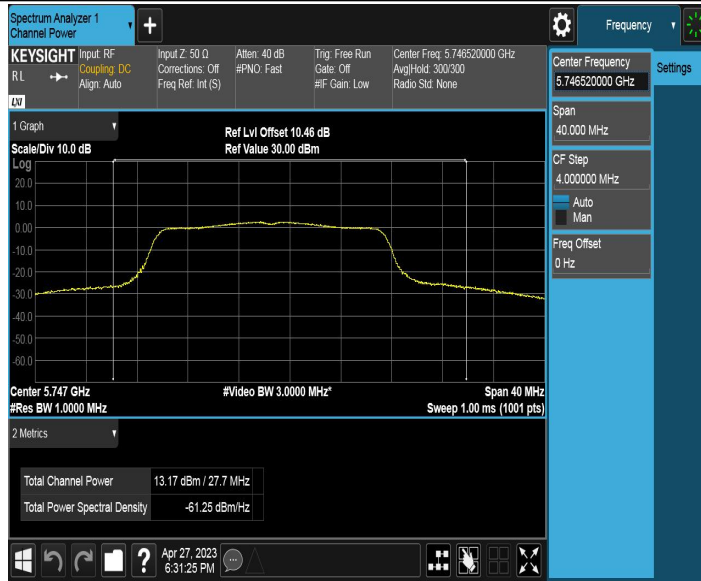 Spectrum Analyzer 1
Channel Power
+
Frequency
KEYSIGHT
RL
LXI
Input: RF
Coupling: DC
Align: Auto
Input Z: 50 Ω
Corrections: Off
Freq Ref: Int (S)
Atten: 40 dB
#PNO: Fast
Trig: Free Run
Gate: Off
#IF Gain: Low
Center Freq: 5.746520000 GHz
Avg|Hold: 300/300
Radio Std: None
Center Frequency
5.746520000 GHz
Settings
Span
40.000 MHz
CF Step
4.000000 MHz
Auto
Man
Freq Offset
0 Hz
1 Graph
Scale/Div 10.0 dB
Ref Lvl Offset 10.46 dB
Ref Value 30.00 dBm
Log
20.0
10.0
0.00
-10.0
-20.0
-30.0
-40.0
-50.0
-60.0
Center 5.747 GHz
#Res BW 1.0000 MHz
#Video BW 3.0000 MHz*
Span 40 MHz
Sweep 1.00 ms (1001 pts)
2 Metrics
Total Channel Power 13.17 dBm / 27.7 MHz
Total Power Spectral Density -61.25 dBm/Hz
?
Apr 27, 2023
6:31:25 PM